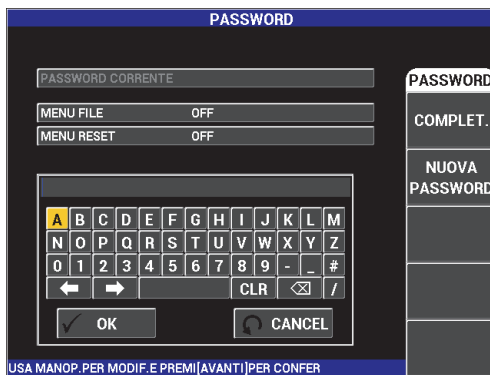 PASSWORD
PASSWORD CORRENTE
MENU FILE OFF
MENU RESET OFF
A B C D E F G H I J K L M
N O P Q R S T U V W X Y Z
0 1 2 3 4 5 6 7 8 9 - _ #
CLR /
OK CANCEL
USA MANOP.PER MODIF.E PREMI[AVANTI]PER CONFER
PASSWORD
COMPLET.
NUOVA
PASSWORD